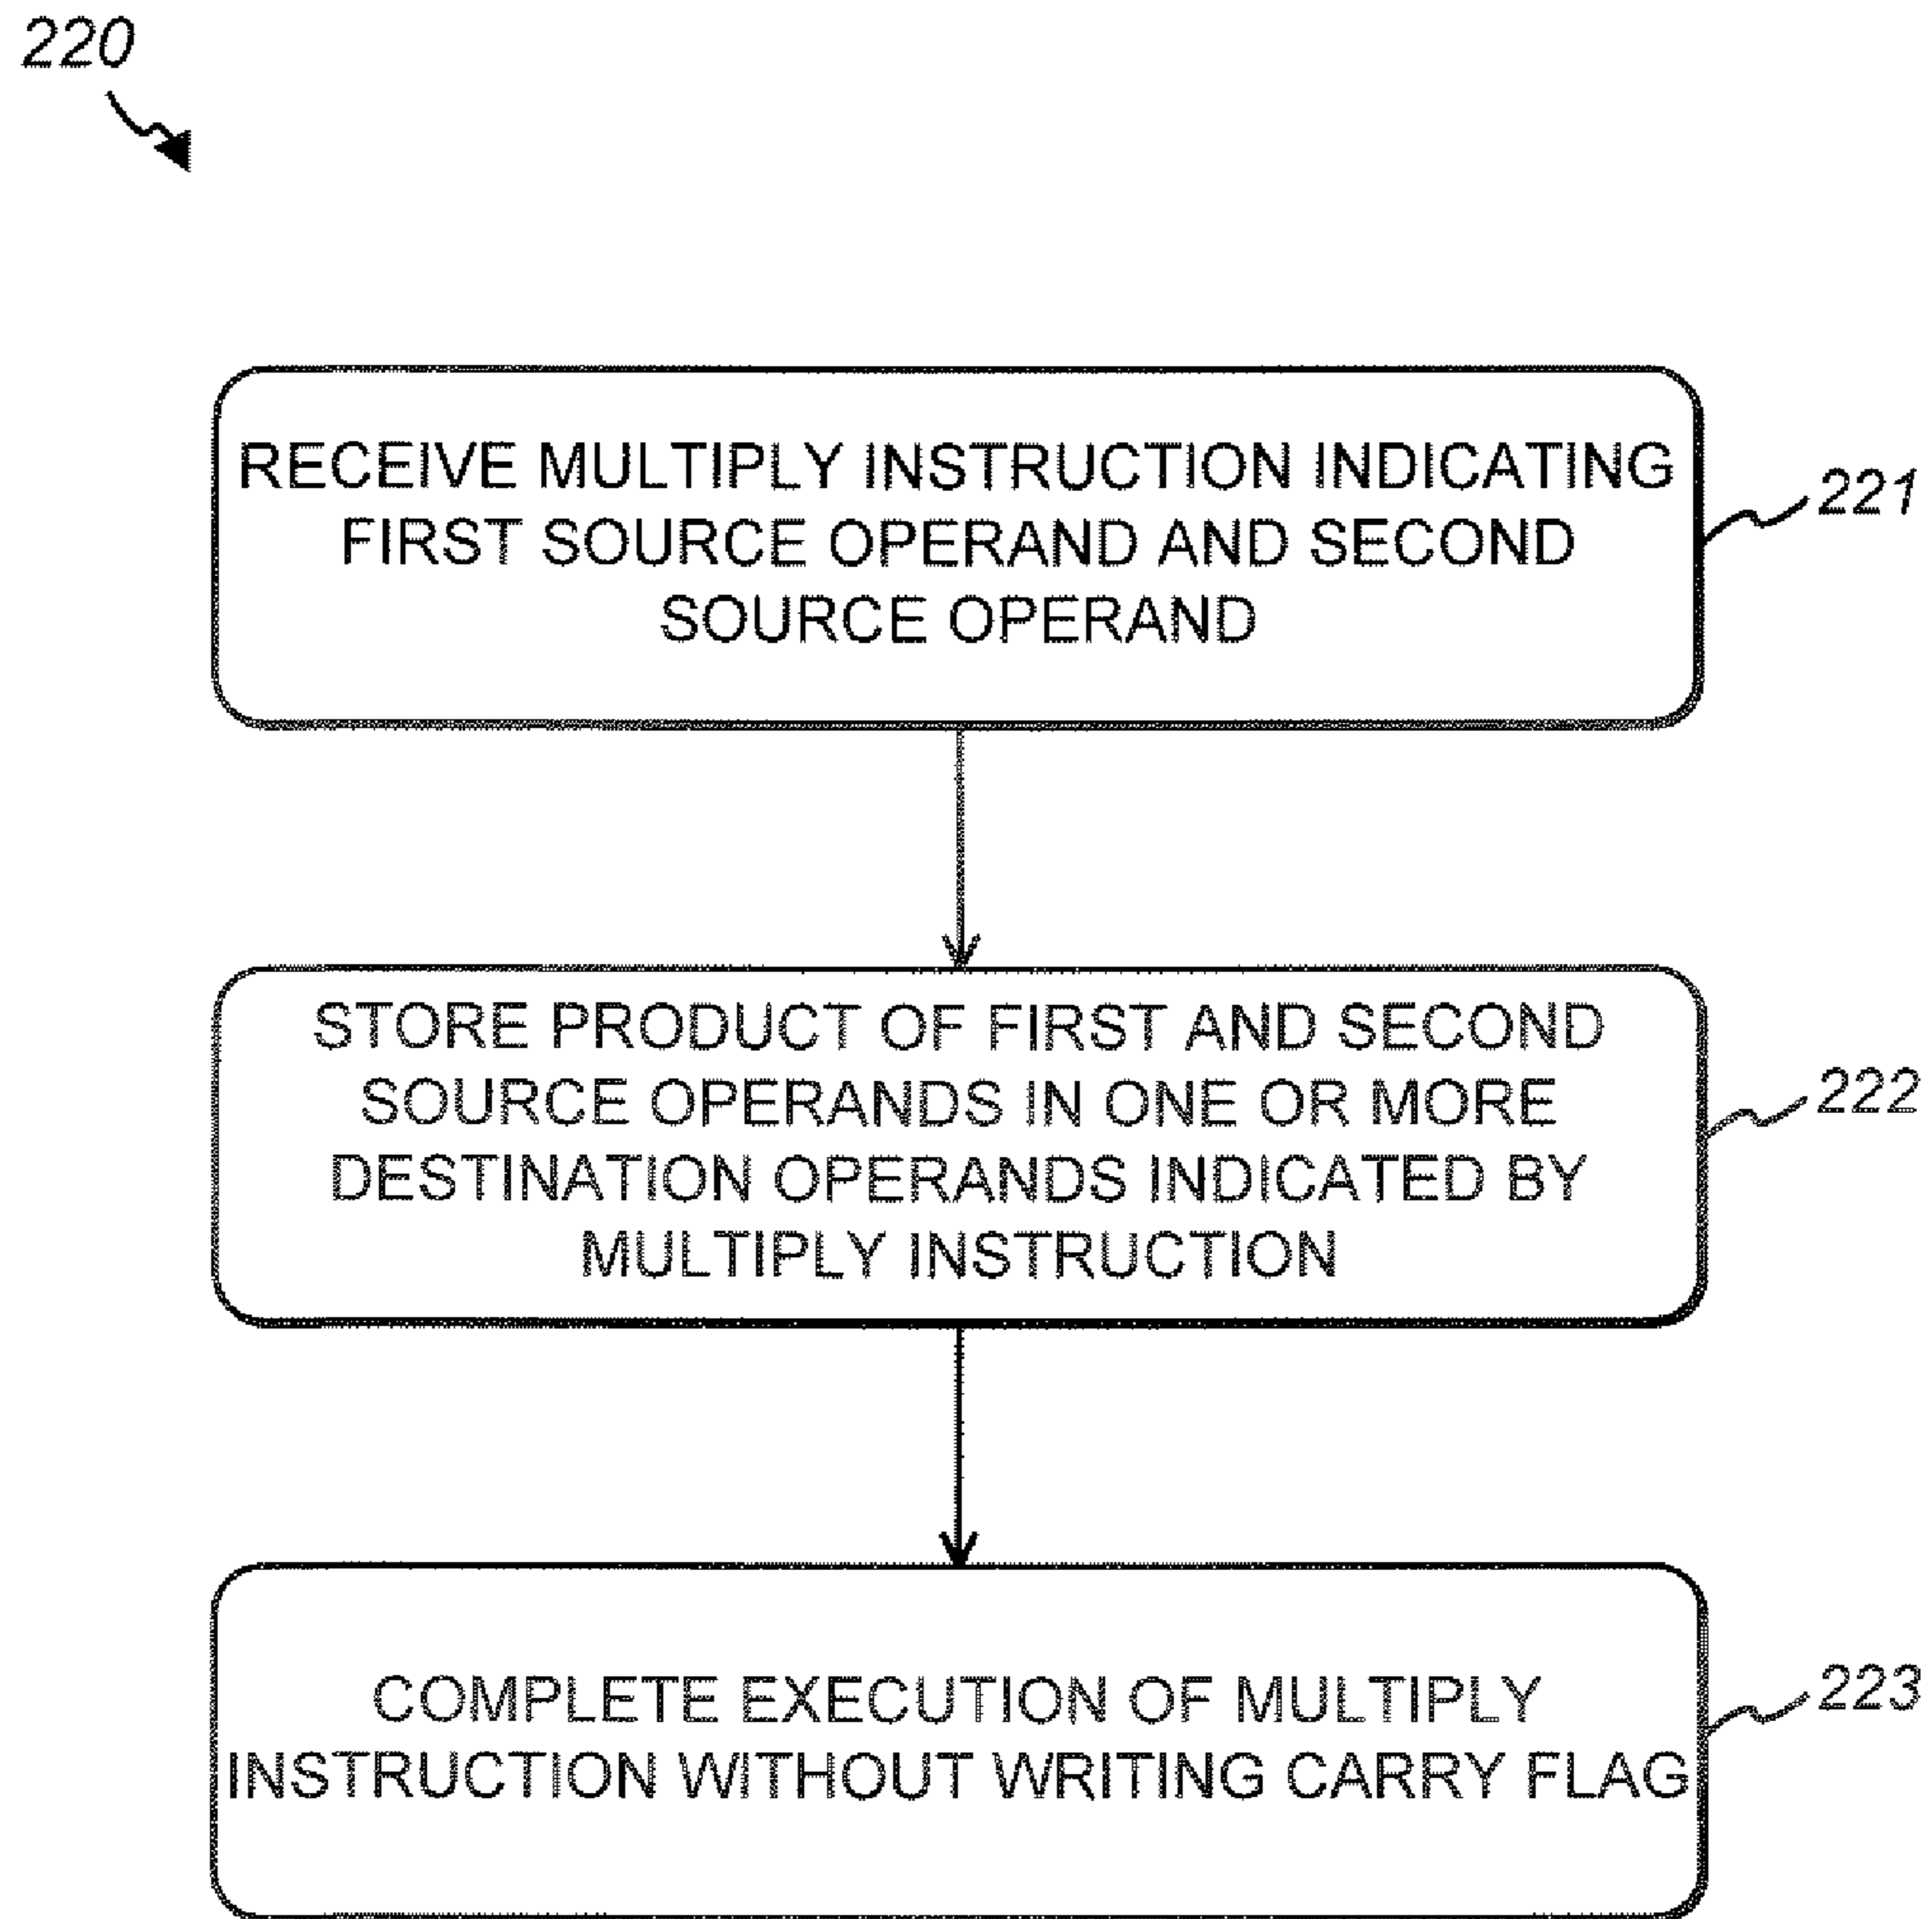 220
RECEIVE MULTIPLY INSTRUCTION INDICATING
FIRST SOURCE OPERAND AND SECOND
SOURCE OPERAND
221
STORE PRODUCT OF FIRST AND SECOND
SOURCE OPERANDS IN ONE OR MORE
DESTINATION OPERANDS INDICATED BY
MULTIPLY INSTRUCTION
222
COMPLETE EXECUTION OF MULTIPLY
INSTRUCTION WITHOUT WRITING CARRY FLAG
223